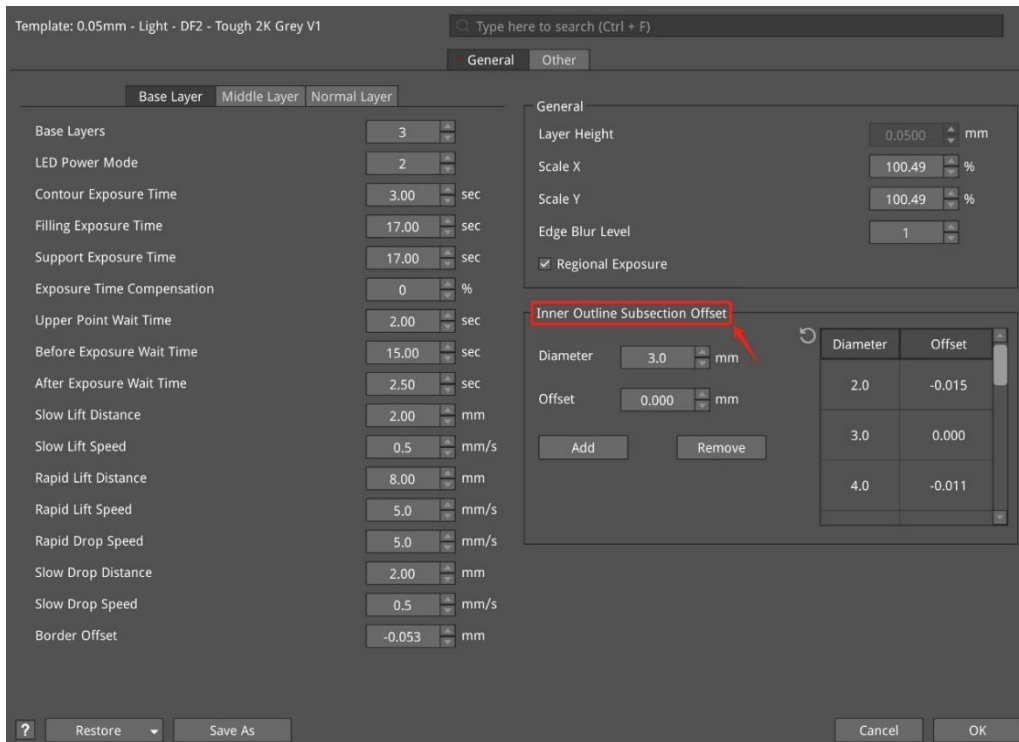 Template: 0.05mm - Light - DF2 - Tough 2K Grey V1
Type here to search (Ctrl + F)
General Other
Base Layer Middle Layer Normal Layer
Base Layers 3
LED Power Mode 2
Contour Exposure Time 3.00 sec
Filling Exposure Time 17.00 sec
Support Exposure Time 17.00 sec
Exposure Time Compensation 0 %
Upper Point Wait Time 2.00 sec
Before Exposure Wait Time 15.00 sec
After Exposure Wait Time 2.50 sec
Slow Lift Distance 2.00 mm
Slow Lift Speed 0.5 mm/s
Rapid Lift Distance 8.00 mm
Rapid Lift Speed 5.0 mm/s
Rapid Drop Speed 5.0 mm/s
Slow Drop Distance 2.00 mm
Slow Drop Speed 0.5 mm/s
Border Offset -0.053 mm
General
Layer Height 0.0500 mm
Scale X 100.49 %
Scale Y 100.49 %
Edge Blur Level 1
Regional Exposure
Inner Outline Subsection Offset
Diameter 3.0 mm
Offset 0.000 mm
Add Remove
Diameter Offset
2.0 -0.015
3.0 0.000
4.0 -0.011
? Restore Save As Cancel OK